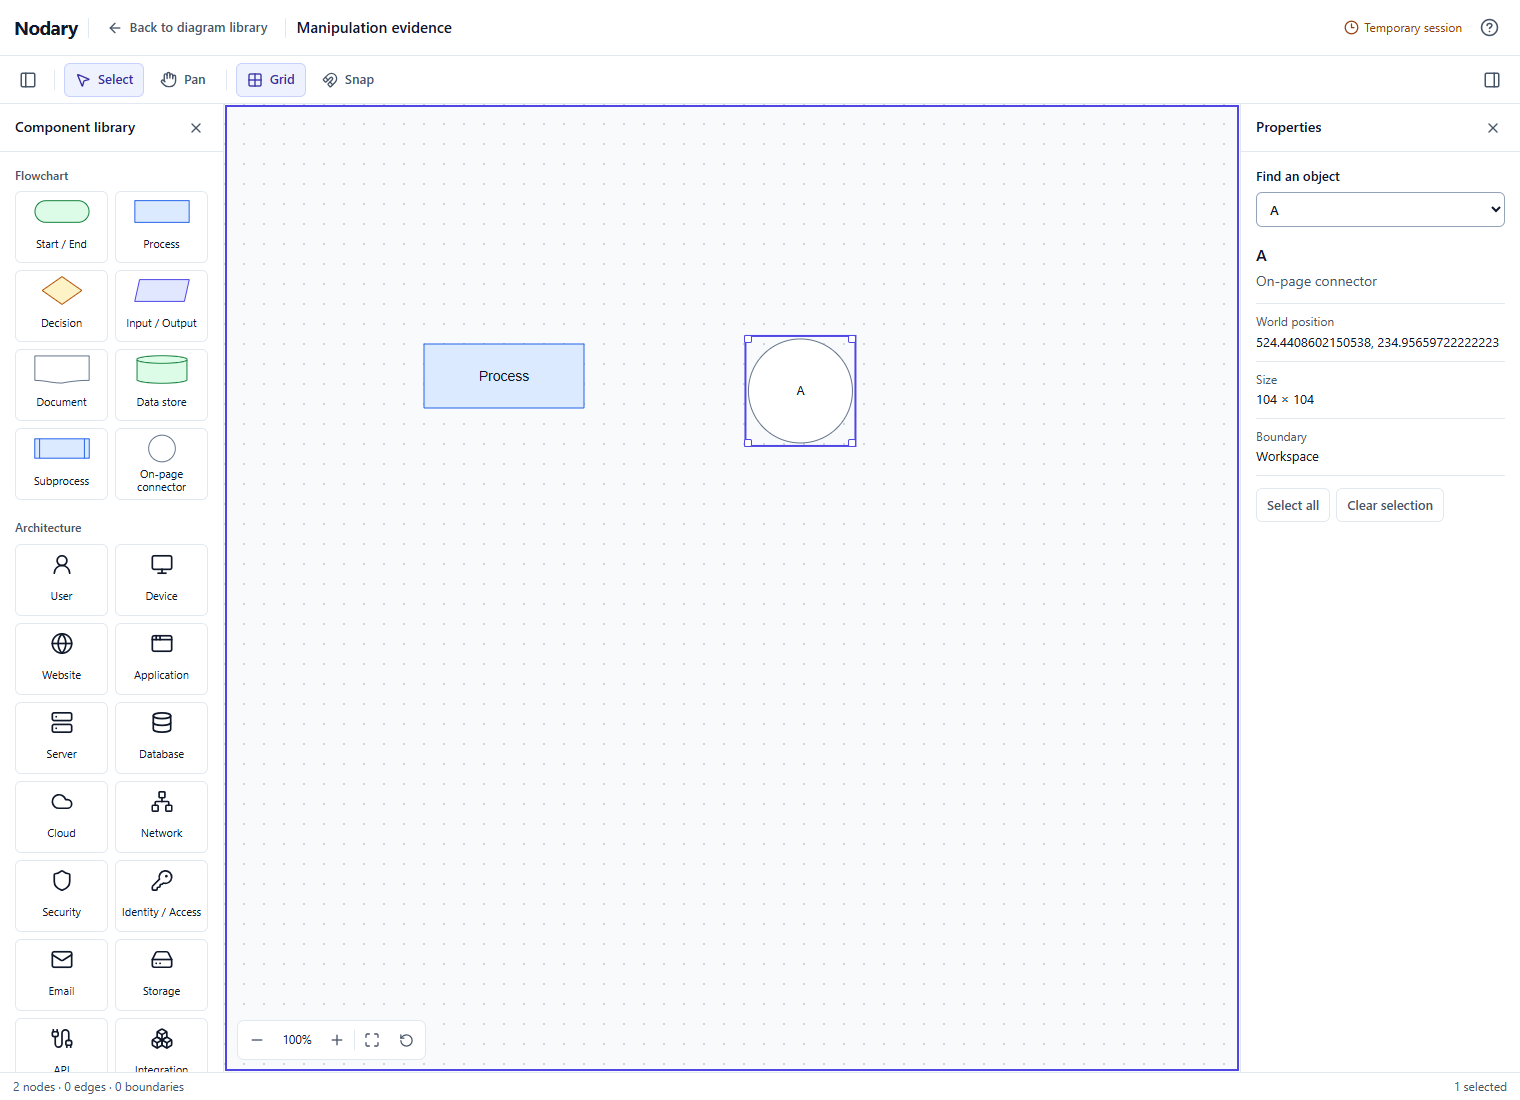 Nodary
Back to diagram library
Manipulation evidence
Temporary session
Select
Pan
Grid
Snap
Component library
Flowchart
Start / End
Process
Decision
Input / Output
Document
Data store
Subprocess
On-page
connector
Architecture
User
Device
Website
Application
Server
Database
Cloud
Network
Security
Identity / Access
Email
Storage
API
Integration
Process
A
100%
Properties
Find an object
A
A
On-page connector
World position
524.4408602150538, 234.95659722222223
Size
104 × 104
Boundary
Workspace
Select all
Clear selection
2 nodes · 0 edges · 0 boundaries
1 selected